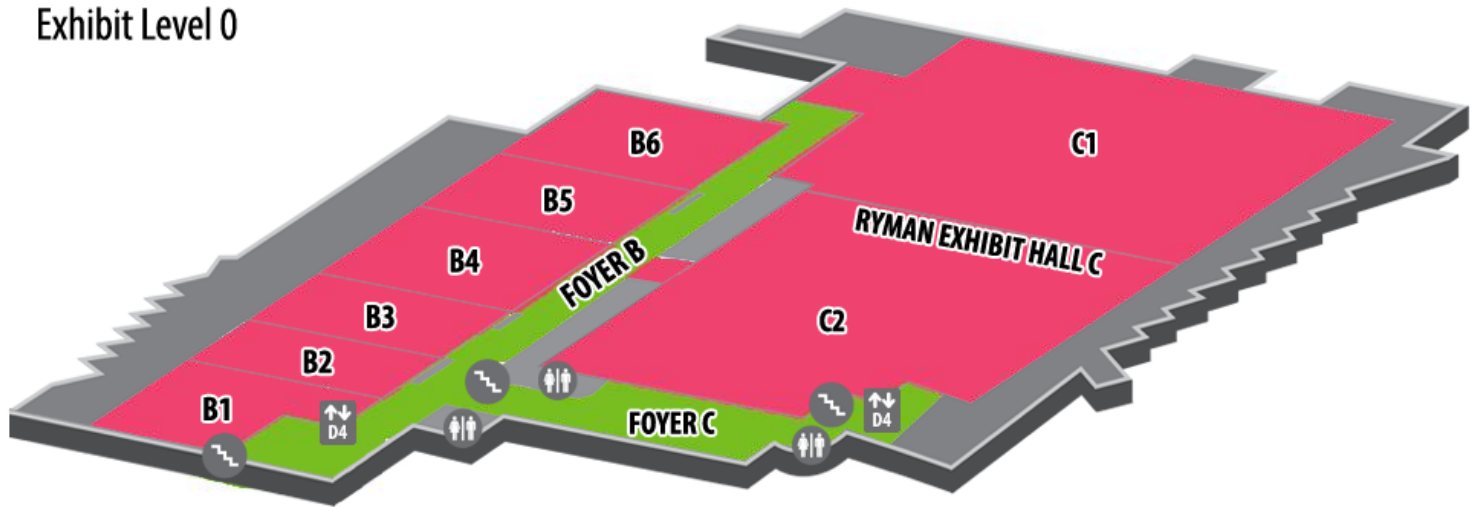 Exhibit Level 0
B6
C1
B5
RYMAN EXHIBIT HALL C
B4
FOYER B
B3
C2
B2
B1
D4
FOYER C
D4